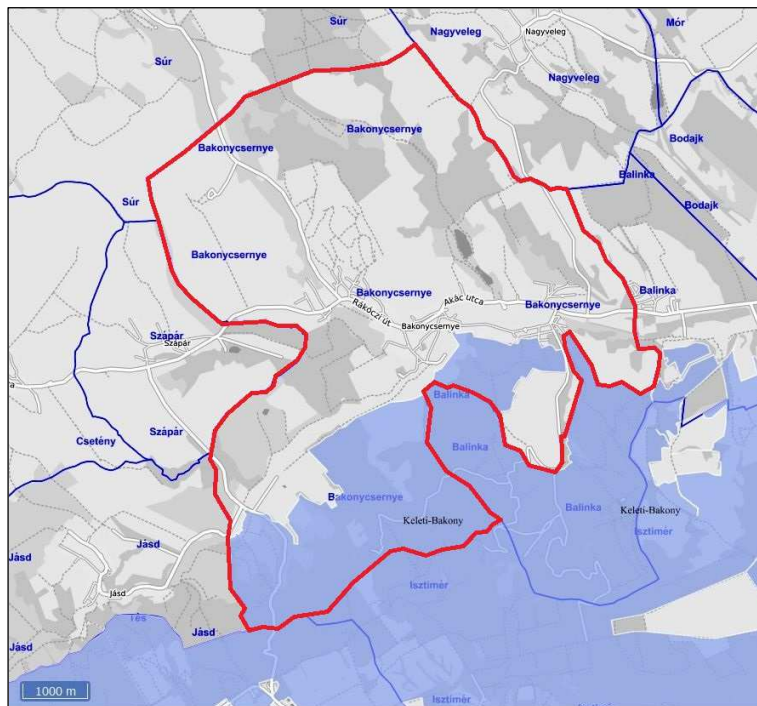 Súr
Nagyveleg
Nagyveleg
Mór
Súr
Nagyveleg
Bakonycsernye
Bodajk
Bakonycsernye
Balinka
Súr
Bodajk
Bakonycsernye
Balinka
Bakonycsernye
Akác utca
Bakonycsernye
Rákóczi út
Bakonycsernye
Szápár
Szápár
Balinka
Szápár
Csetény
Balinka
Bakonycsernye
Balinka
Keleti-Bakony
Keleti-Bakony
Jásd
Isztimér
Jásd
Isztimér
Jásd
Tés
Jásd
Jásd
1000 m
Isztimér